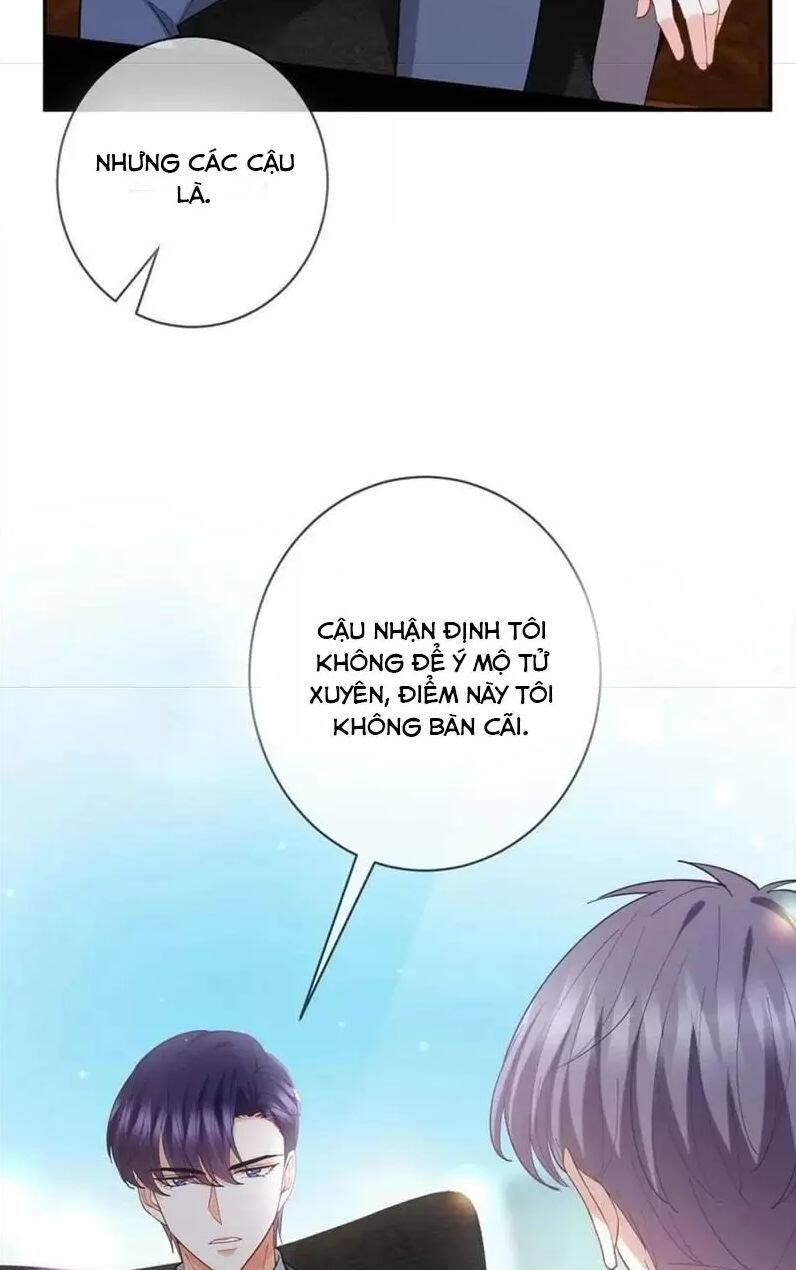 NHƯNG CÁC CẬU
LÀ.
CẬU NHẬN ĐỊNH TÔI
KHÔNG ĐỂ Ý MỘ TỬ
XUYÊN, ĐIỂM NÀY TÔI
KHÔNG BÀN CÃI.